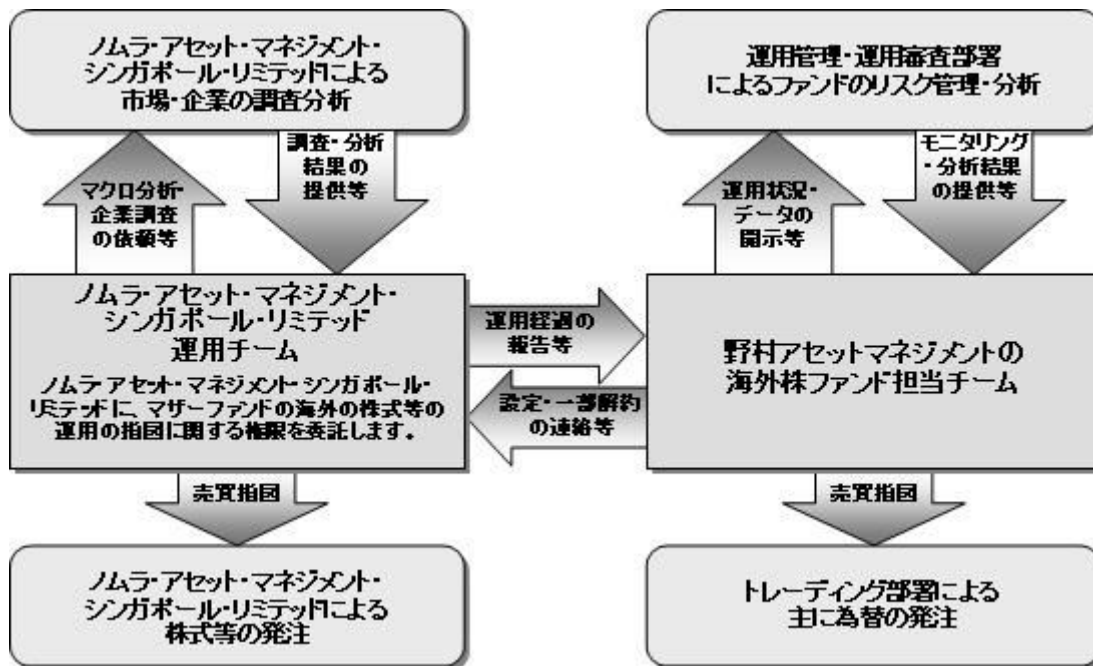 ノムラ・アセット・マネジメント・
シンガポール・リミテッドによる
市場・企業の調査分析
運用管理・運用審査部署
によるファンドのリスク管理・分析
マクロ分析・
企業調査
の依頼等
調査・分析
結果の
提供等
運用状況・
データの
開示等
モニタリング
・分析結果
の提供等
ノムラ・アセット・マネジメント・
シンガポール・リミテッド
運用チーム
ノムラ・アセット・マネジメント・シンガポール・
リミテッドに、マザーファンドの海外の株式等の
運用の指図に関する権限を委託します。
運用経過の
報告等
設定・一部解約
の連絡等
野村アセットマネジメントの
海外株ファンド担当チーム
売買指図
売買指図
ノムラ・アセット・マネジメント・
シンガポール・リミテッドによる
株式等の発注
トレーディング部署による
主に為替の発注